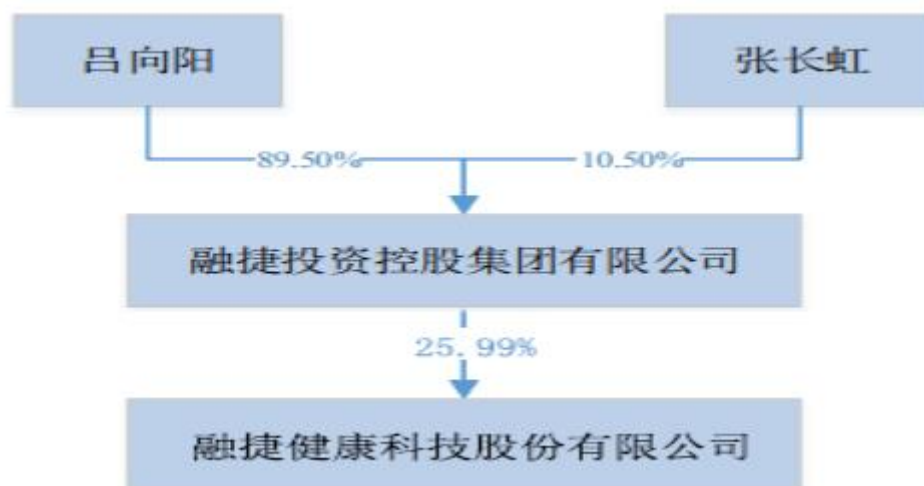 吕向阳
张长虹
89.50%
10.50%
融捷投资控股集团有限公司
25.99%
融捷健康科技股份有限公司